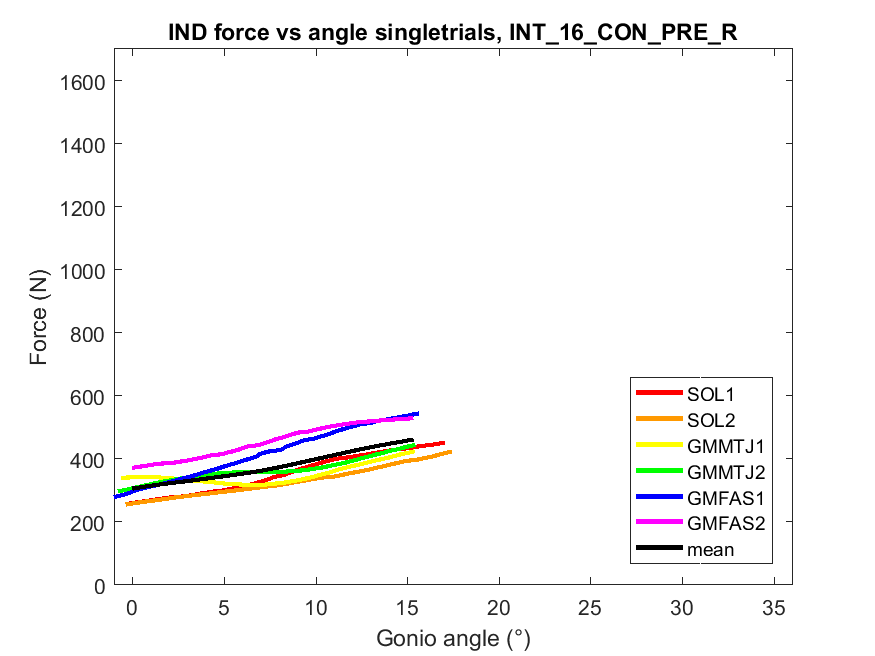 IND force vs angle singletrials, INT_16_CON_PRE_R
1600
1400
1200
1000
800
600
400
200
0
Force (N)
0 5 10 15 20 25 30 35
Gonio angle (°)
SOL1
SOL2
GMMTJ1
GMMTJ2
GMFAS1
GMFAS2
mean